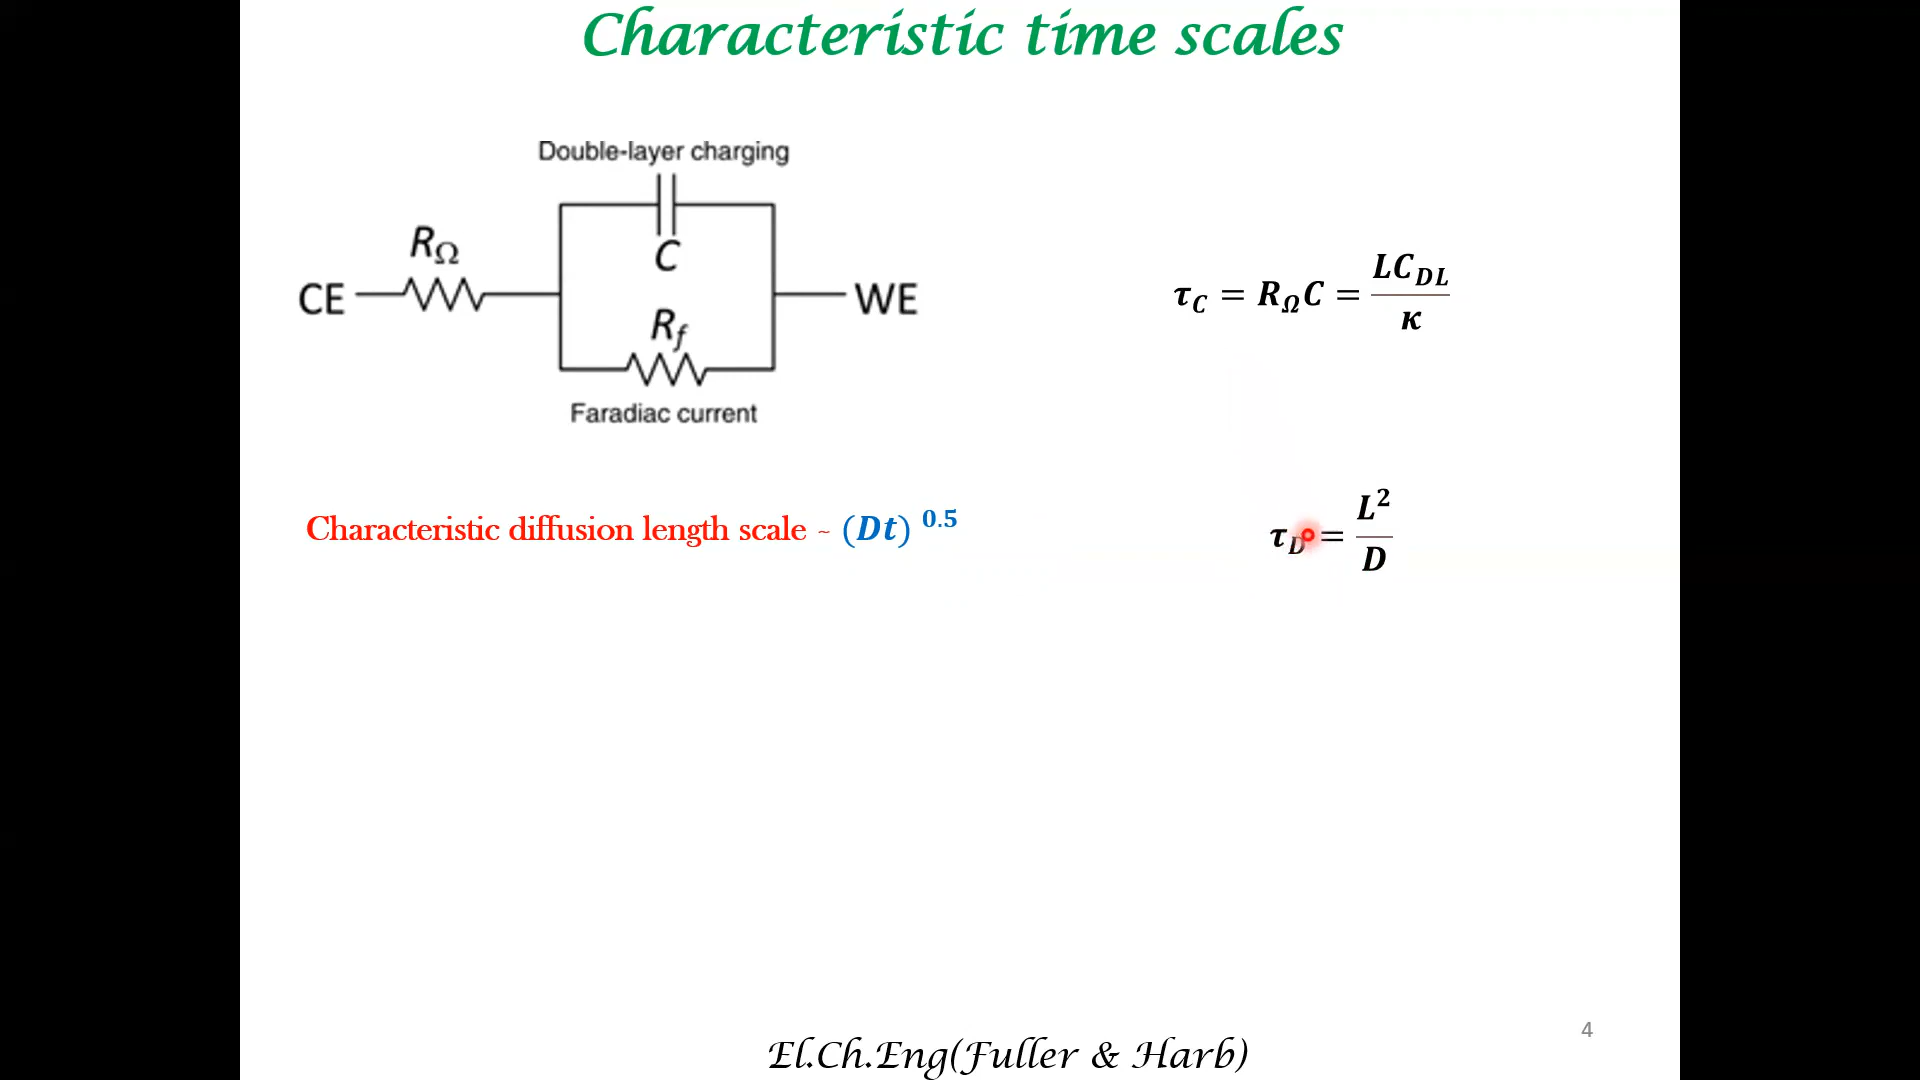 Characteristic time scales
Double-layer charging
C
RΩ
CE
WE
Rf
Faradiac current
τC = RΩC = LCDL / κ
Characteristic diffusion length scale ~ (Dt) 0.5
τD = L² / D
4
El.Ch.Eng(Fuller & Harb)